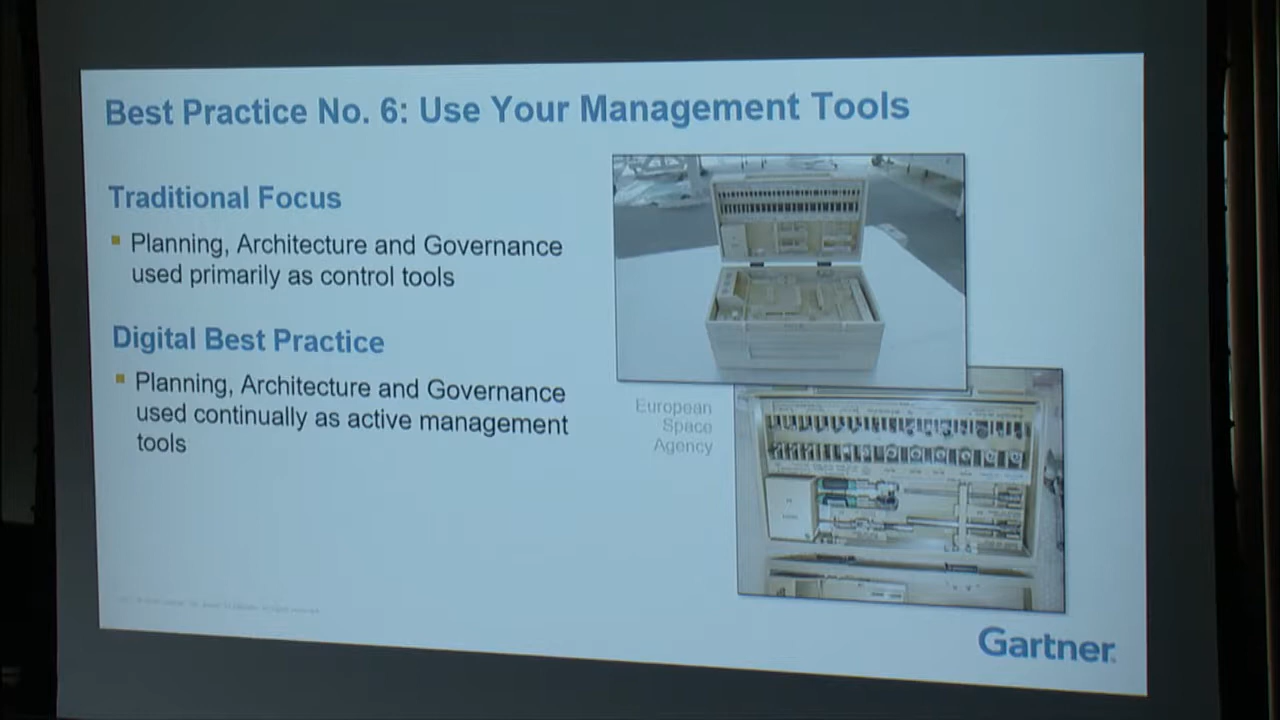 Best Practice No. 6: Use Your Management Tools
Traditional Focus
Planning, Architecture and Governance
used primarily as control tools
Digital Best Practice
Planning, Architecture and Governance
used continually as active management
tools
European
Space
Agency
Gartner